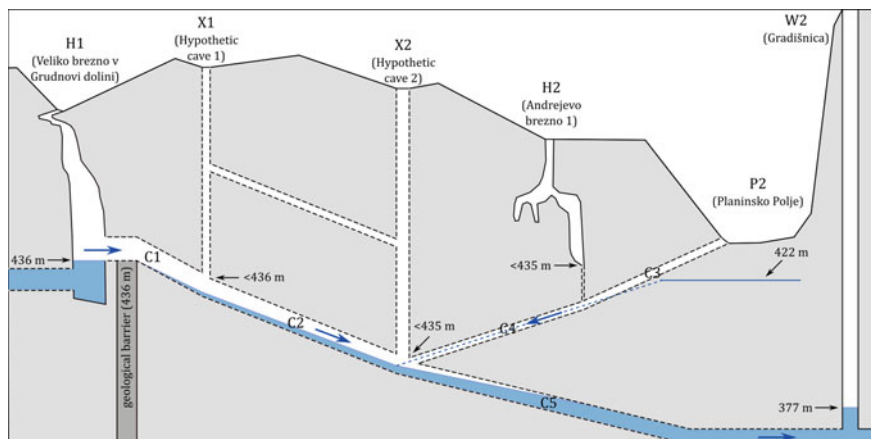 H1
(Veliko brezno v
Grudnovi dolini)
X1
(Hypothetic
cave 1)
X2
(Hypothetic
cave 2)
H2
(Andrejevo
brezno 1)
W2
(Gradišnica)
P2
(Planinsko Polje)
436 m
C1
<436 m
<435 m
C3
422 m
C2
<435 m
C4
geological barrier (436 m)
C5
377 m